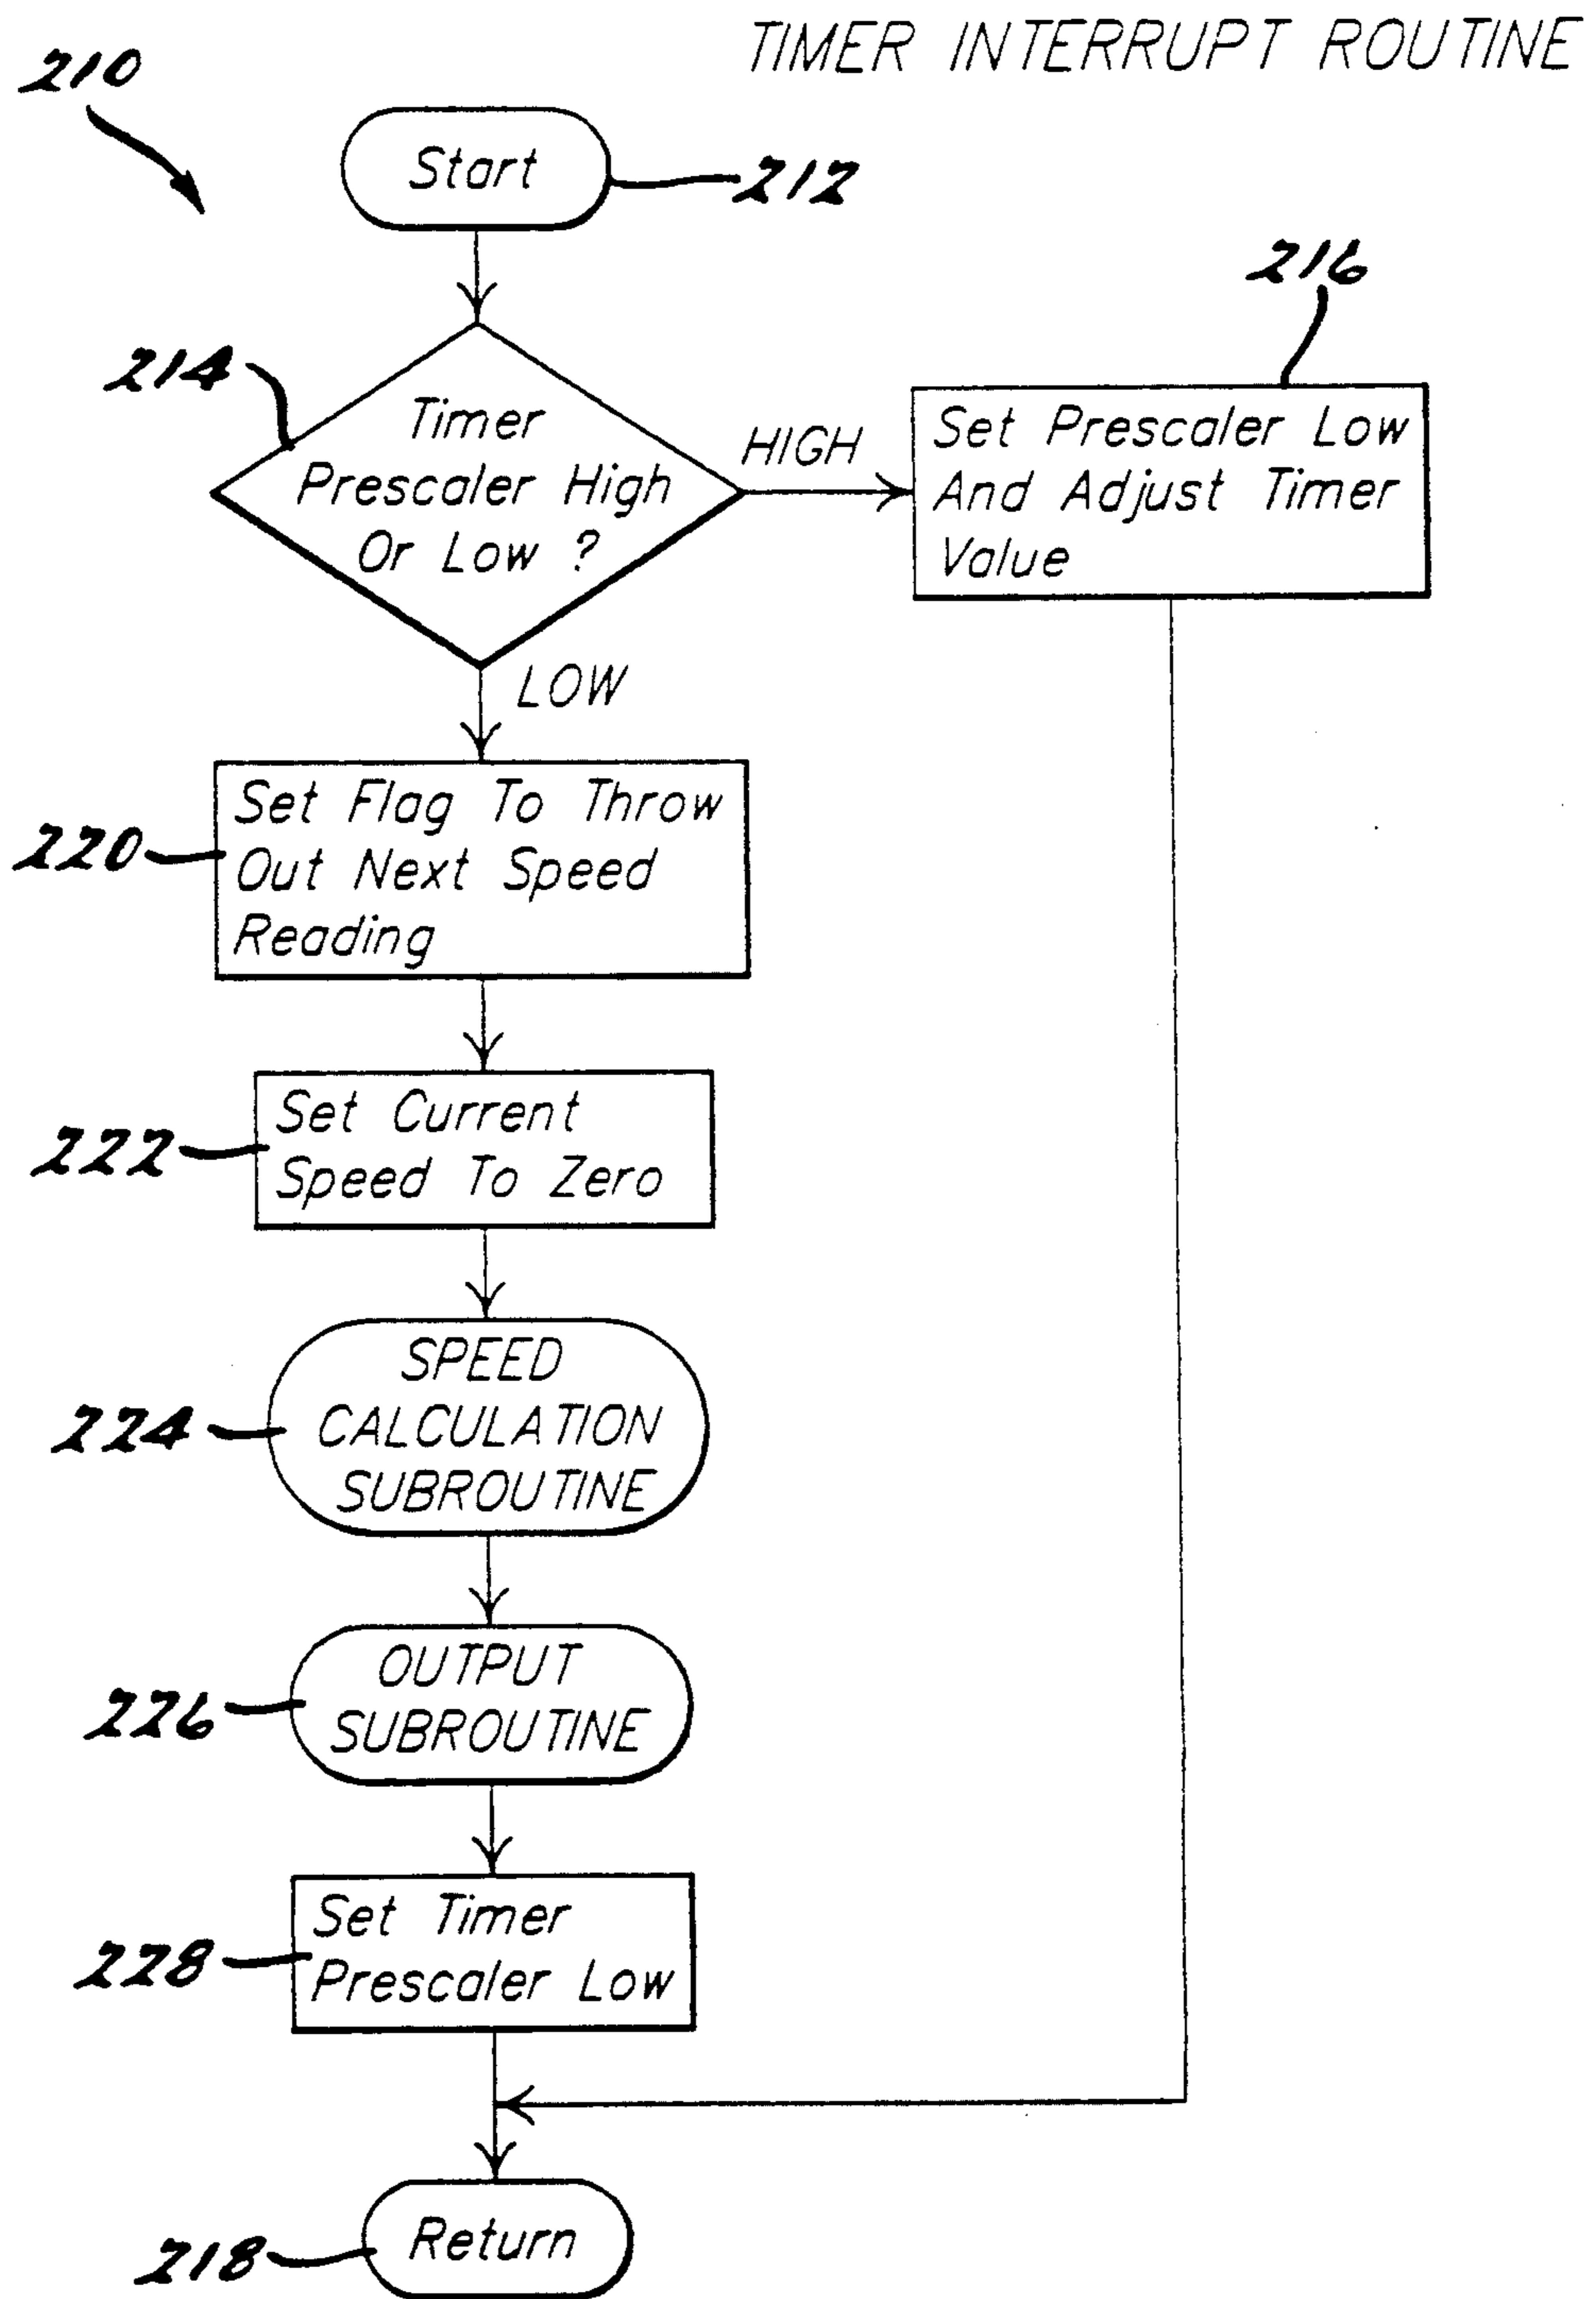 TIMER INTERRUPT ROUTINE
210
Start
212
216
214
Timer
Prescaler High
Or Low ?
HIGH
Set Prescaler Low
And Adjust Timer
Value
LOW
220
Set Flag To Throw
Out Next Speed
Reading
222
Set Current
Speed To Zero
224
SPEED
CALCULATION
SUBROUTINE
226
OUTPUT
SUBROUTINE
228
Set Timer
Prescaler Low
218
Return